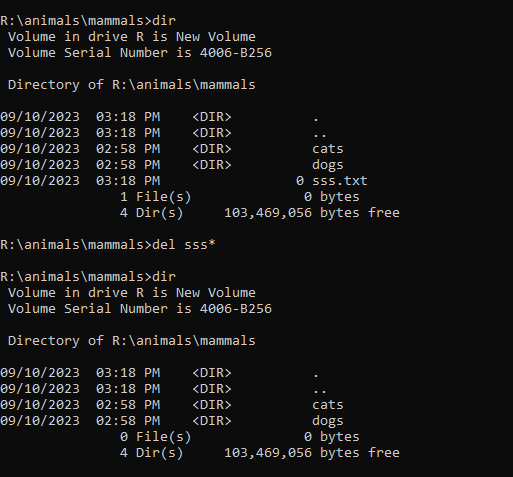 R:\animals\mammals>dir
 Volume in drive R is New Volume
 Volume Serial Number is 4006-B256

 Directory of R:\animals\mammals

09/10/2023  03:18 PM    <DIR>          .
09/10/2023  03:18 PM    <DIR>          ..
09/10/2023  02:58 PM    <DIR>          cats
09/10/2023  02:58 PM    <DIR>          dogs
09/10/2023  03:18 PM                 0 sss.txt
               1 File(s)              0 bytes
               4 Dir(s)     103,469,056 bytes free

R:\animals\mammals>del sss*

R:\animals\mammals>dir
 Volume in drive R is New Volume
 Volume Serial Number is 4006-B256

 Directory of R:\animals\mammals

09/10/2023  03:18 PM    <DIR>          .
09/10/2023  03:18 PM    <DIR>          ..
09/10/2023  02:58 PM    <DIR>          cats
09/10/2023  02:58 PM    <DIR>          dogs
               0 File(s)              0 bytes
               4 Dir(s)     103,469,056 bytes free